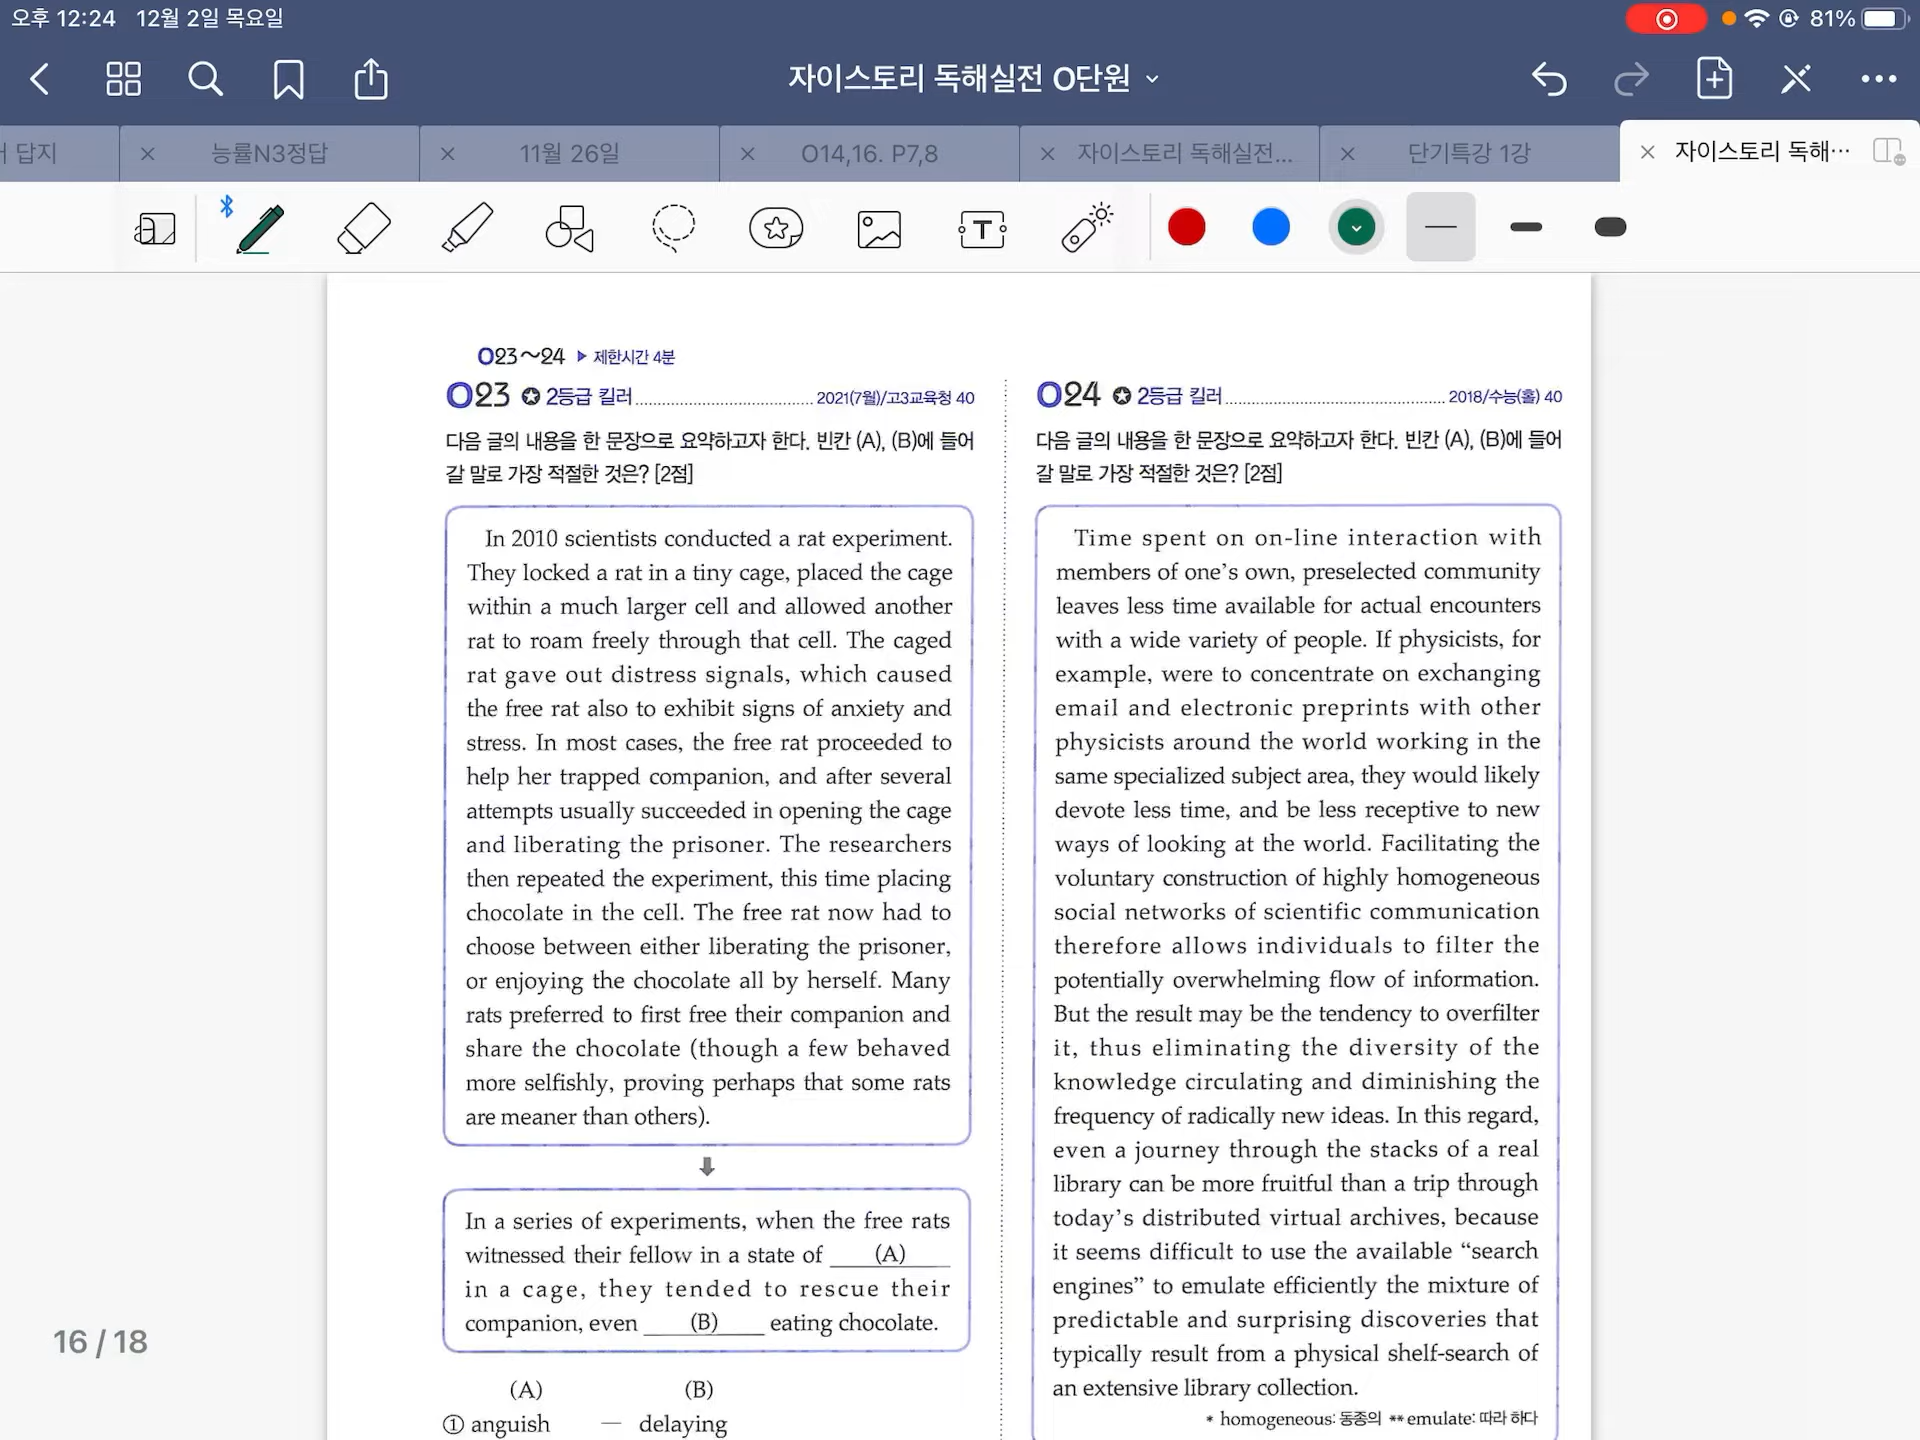 오후 12:24 12월 2일 목요일
81%
자이스토리 독해실전 O단원
답지
능률N3정답
11월 26일
O14,16. P7,8
자이스토리 독해실전...
단기특강 1강
자이스토리 독해…
O23~24 ▶ 제한시간 4분
O23 ✪ 2등급 킬러 2021(7월)/고3교육청 40
다음 글의 내용을 한 문장으로 요약하고자 한다. 빈칸 (A), (B)에 들어
갈 말로 가장 적절한 것은? [2점]
In 2010 scientists conducted a rat experiment.
They locked a rat in a tiny cage, placed the cage
within a much larger cell and allowed another
rat to roam freely through that cell. The caged
rat gave out distress signals, which caused
the free rat also to exhibit signs of anxiety and
stress. In most cases, the free rat proceeded to
help her trapped companion, and after several
attempts usually succeeded in opening the cage
and liberating the prisoner. The researchers
then repeated the experiment, this time placing
chocolate in the cell. The free rat now had to
choose between either liberating the prisoner,
or enjoying the chocolate all by herself. Many
rats preferred to first free their companion and
share the chocolate (though a few behaved
more selfishly, proving perhaps that some rats
are meaner than others).
In a series of experiments, when the free rats
witnessed their fellow in a state of (A)
in a cage, they tended to rescue their
companion, even (B) eating chocolate.
(A) (B)
① anguish — delaying
O24 ✪ 2등급 킬러 2018/수능(홀) 40
다음 글의 내용을 한 문장으로 요약하고자 한다. 빈칸 (A), (B)에 들어
갈 말로 가장 적절한 것은? [2점]
Time spent on on-line interaction with
members of one's own, preselected community
leaves less time available for actual encounters
with a wide variety of people. If physicists, for
example, were to concentrate on exchanging
email and electronic preprints with other
physicists around the world working in the
same specialized subject area, they would likely
devote less time, and be less receptive to new
ways of looking at the world. Facilitating the
voluntary construction of highly homogeneous
social networks of scientific communication
therefore allows individuals to filter the
potentially overwhelming flow of information.
But the result may be the tendency to overfilter
it, thus eliminating the diversity of the
knowledge circulating and diminishing the
frequency of radically new ideas. In this regard,
even a journey through the stacks of a real
library can be more fruitful than a trip through
today's distributed virtual archives, because
it seems difficult to use the available "search
engines" to emulate efficiently the mixture of
predictable and surprising discoveries that
typically result from a physical shelf-search of
an extensive library collection.
* homogeneous: 동종의 ** emulate: 따라 하다
16 / 18